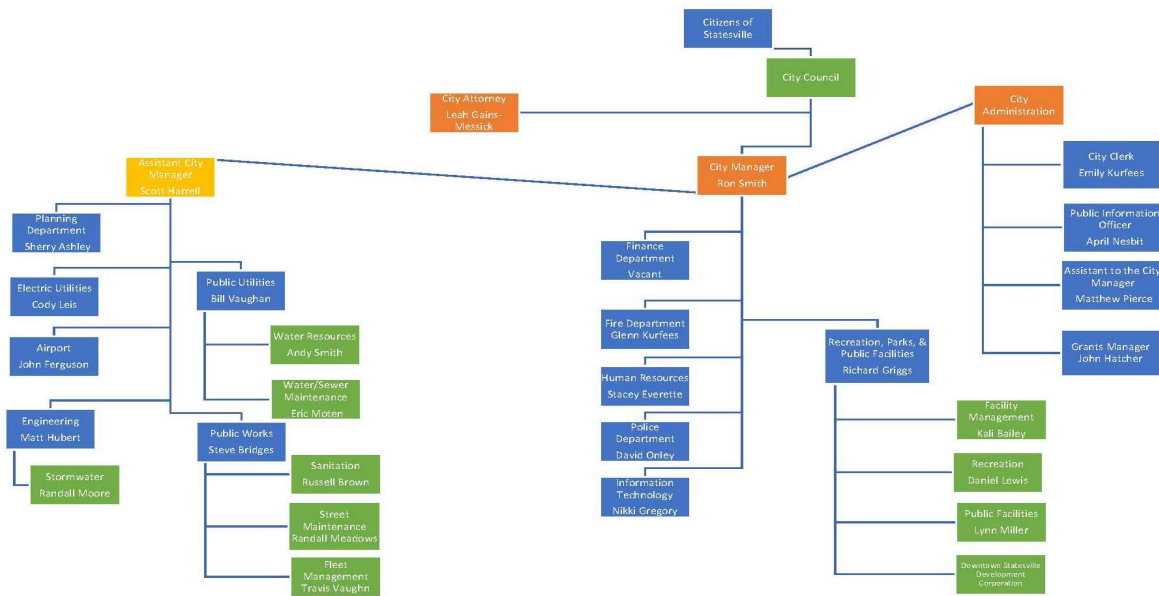 Citizens of
Statesville
City Council
City Attorney
Leah Gains-
Messick
City
Administration
Assistant City
Manager
Scott Harrell
City Manager
Ron Smith
City Clerk
Emily Kurfees
Public Information
Officer
April Nesbit
Assistant to the City
Manager
Matthew Pierce
Grants Manager
John Hatcher
Planning
Department
Sherry Ashley
Electric Utilities
Cody Leis
Airport
John Ferguson
Engineering
Matt Hubert
Stormwater
Randall Moore
Public Utilities
Bill Vaughan
Water Resources
Andy Smith
Water/Sewer
Maintenance
Eric Moten
Public Works
Steve Bridges
Sanitation
Russell Brown
Street
Maintenance
Randall Meadows
Fleet
Management
Travis Vaughn
Finance
Department
Vacant
Fire Department
Glenn Kurfees
Human Resources
Stacey Everette
Police
Department
David Onley
Information
Technology
Nikki Gregory
Recreation, Parks, &
Public Facilities
Richard Griggs
Facility
Management
Kali Bailey
Recreation
Daniel Lewis
Public Facilities
Lynn Miller
Downtown Statesville
Development
Corporation